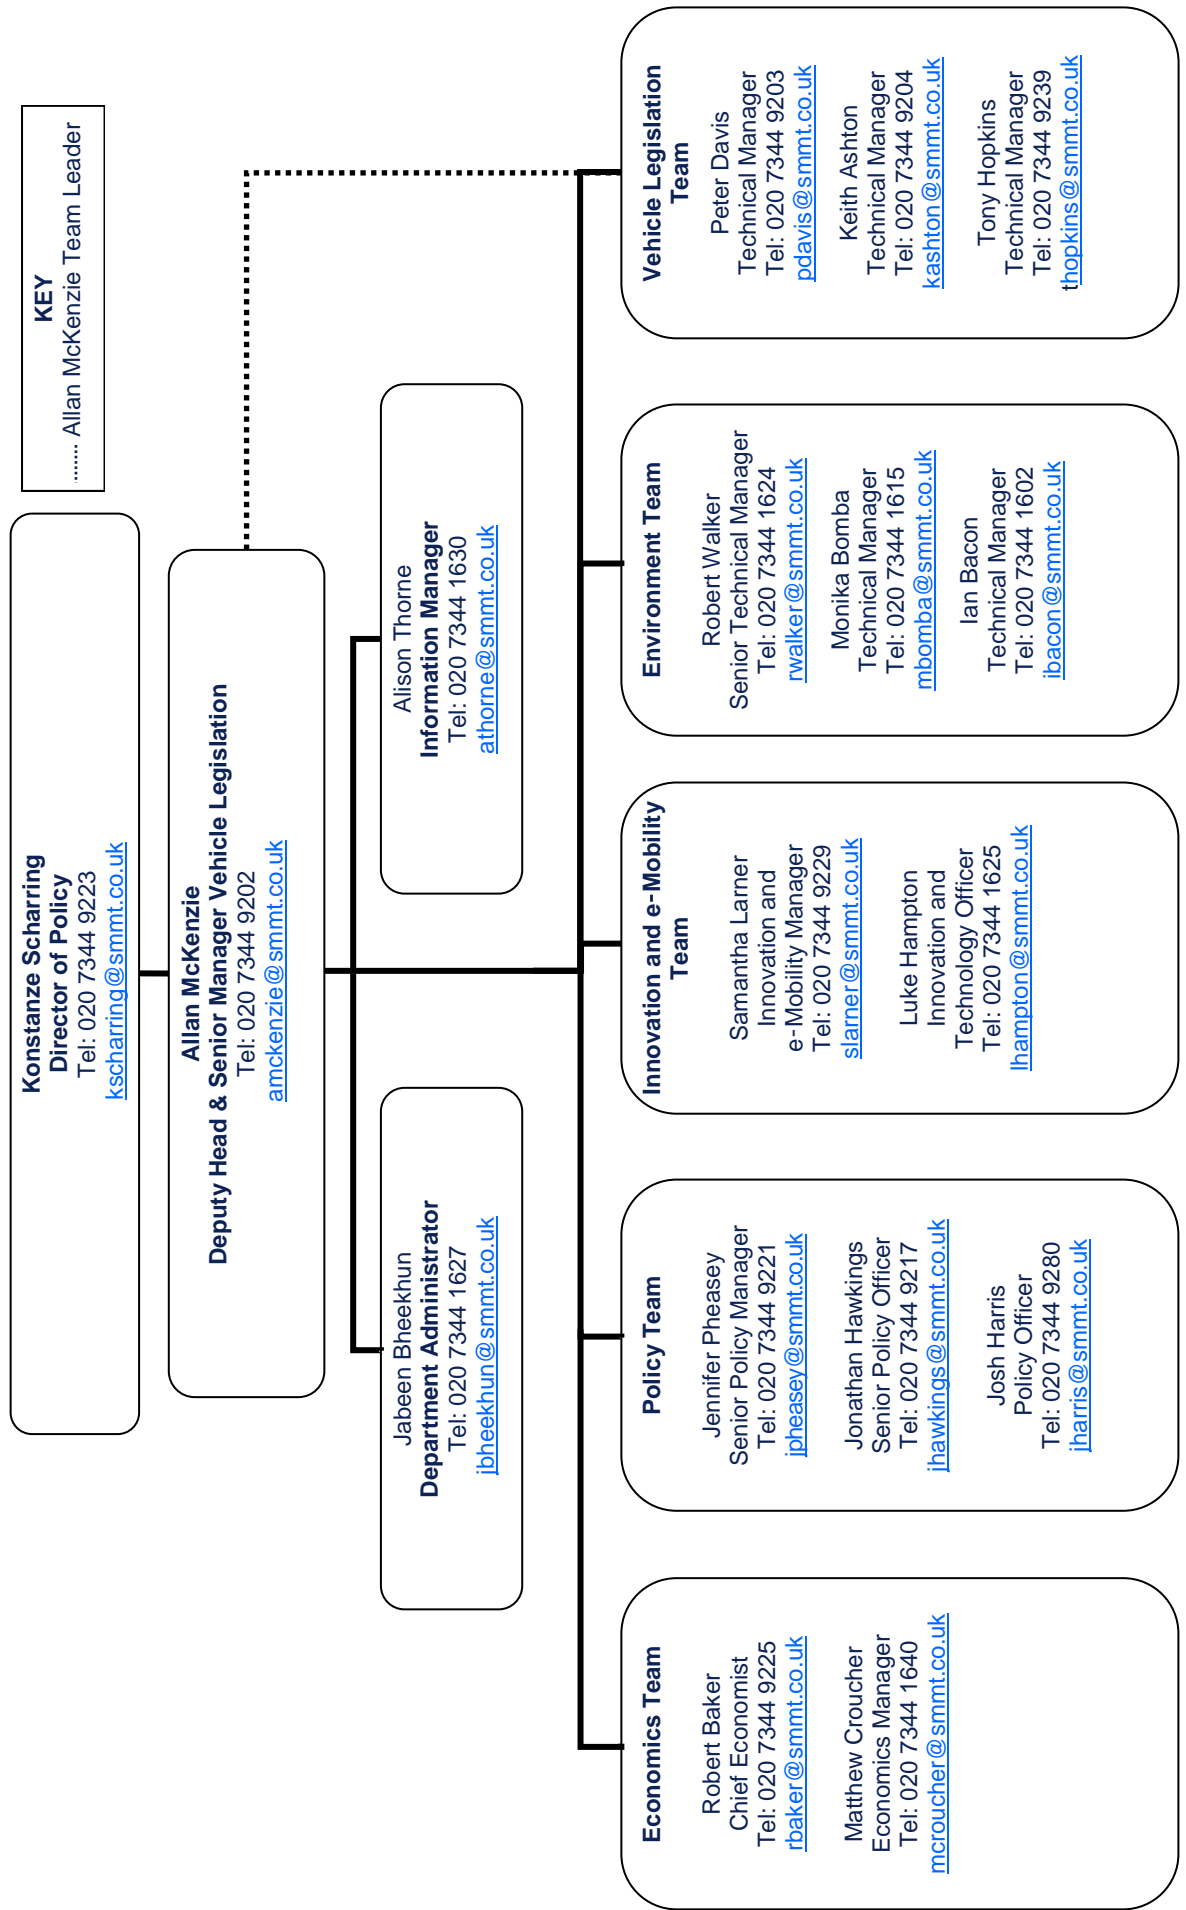 Konstanze Scharring
Director of Policy
Tel: 020 7344 9223
kscharring@smmt.co.uk
KEY
........ Allan McKenzie Team Leader
Allan McKenzie
Deputy Head & Senior Manager Vehicle Legislation
Tel: 020 7344 9202
amckenzie@smmt.co.uk
Jabeen Bheekhun
Department Administrator
Tel: 020 7344 1627
jbheekhun@smmt.co.uk
Alison Thorne
Information Manager
Tel: 020 7344 1630
athorne@smmt.co.uk
Economics Team
Robert Baker
Chief Economist
Tel: 020 7344 9225
rbaker@smmt.co.uk
Matthew Croucher
Economics Manager
Tel: 020 7344 1640
mcroucher@smmt.co.uk
Policy Team
Jennifer Pheasey
Senior Policy Manager
Tel: 020 7344 9221
jpheasey@smmt.co.uk
Jonathan Hawkings
Senior Policy Officer
Tel: 020 7344 9217
jhawkings@smmt.co.uk
Josh Harris
Policy Officer
Tel: 020 7344 9280
jharris@smmt.co.uk
Innovation and e-Mobility
Team
Samantha Larner
Innovation and
e-Mobility Manager
Tel: 020 7344 9229
slarner@smmt.co.uk
Luke Hampton
Innovation and
Technology Officer
Tel: 020 7344 1625
lhampton@smmt.co.uk
Environment Team
Robert Walker
Senior Technical Manager
Tel: 020 7344 1624
rwalker@smmt.co.uk
Monika Bomba
Technical Manager
Tel: 020 7344 1615
mbomba@smmt.co.uk
Ian Bacon
Technical Manager
Tel: 020 7344 1602
ibacon@smmt.co.uk
Vehicle Legislation
Team
Peter Davis
Technical Manager
Tel: 020 7344 9203
pdavis@smmt.co.uk
Keith Ashton
Technical Manager
Tel: 020 7344 9204
kashton@smmt.co.uk
Tony Hopkins
Technical Manager
Tel: 020 7344 9239
thopkins@smmt.co.uk